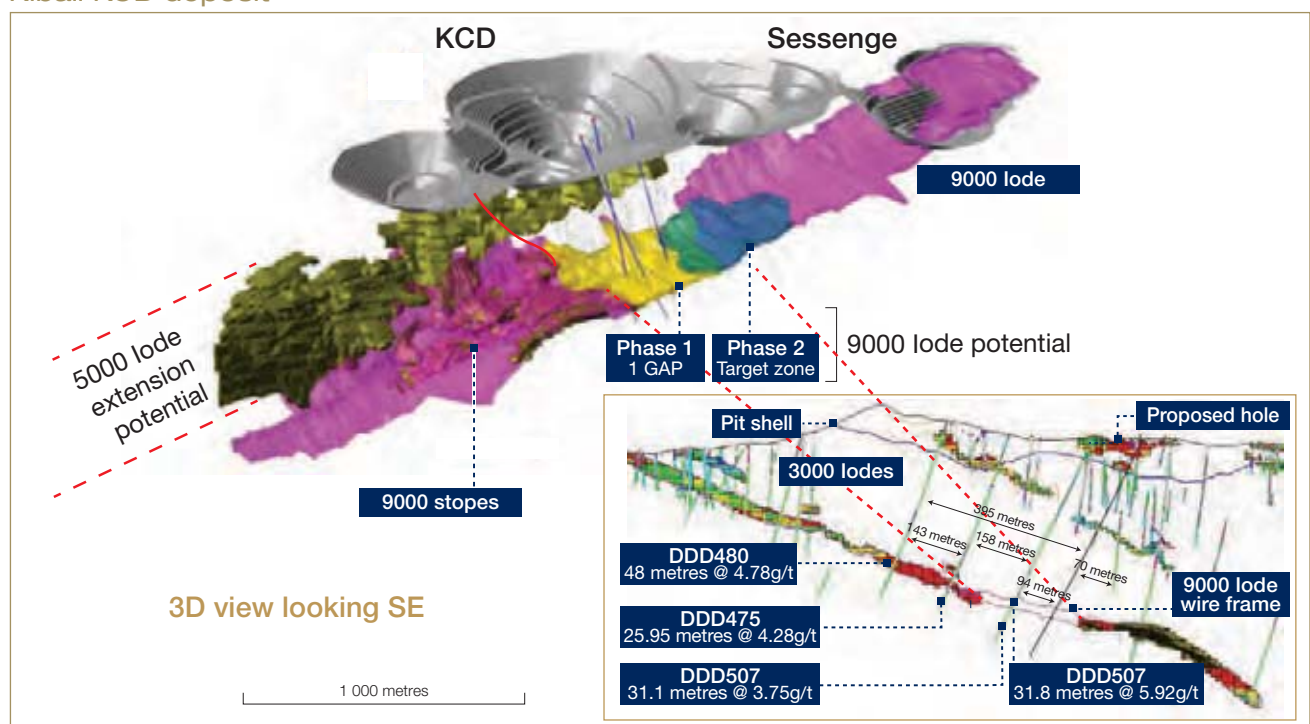 KCD
Sessenge
9000 lode
5000 lode
extension
potential
Phase 1
1 GAP
Phase 2
Target zone
9000 lode potential
9000 stopes
3D view looking SE
1 000 metres
Pit shell
Proposed hole
3000 lodes
395 metres
143 metres
158 metres
70 metres
94 metres
DDD480
48 metres @ 4.78g/t
9000 lode
wire frame
DDD475
25.95 metres @ 4.28g/t
DDD507
31.1 metres @ 3.75g/t
DDD507
31.8 metres @ 5.92g/t